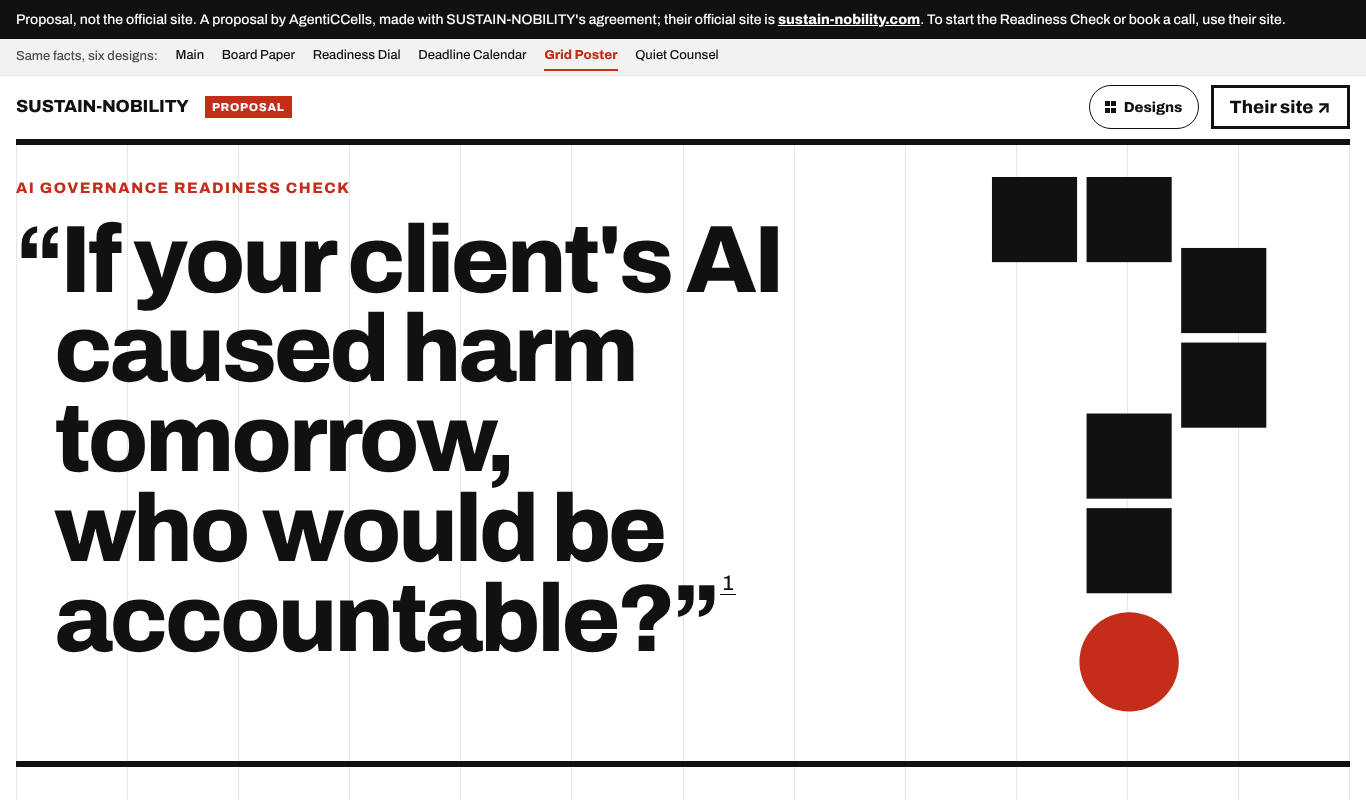 Proposal, not the official site. A proposal by AgentiCCells, made with SUSTAIN-NOBILITY's agreement; their official site is sustain-nobility.com. To start the Readiness Check or book a call, use their site.
Same facts, six designs: Main Board Paper Readiness Dial Deadline Calendar Grid Poster Quiet Counsel
SUSTAIN-NOBILITY PROPOSAL Designs Their site ↗
AI GOVERNANCE READINESS CHECK
“If your client's AI
caused harm
tomorrow,
who would be
accountable?”1